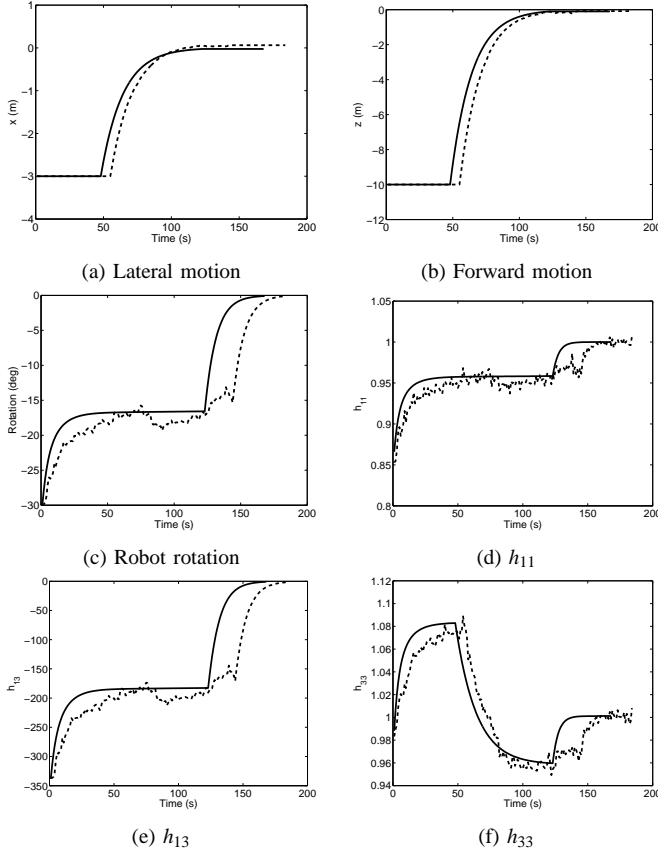 1
0
−1
−2
−3
−4
x (m)
0 50 100 150 200
Time (s)
(a) Lateral motion
0
−2
−4
−6
−8
−10
−12
z (m)
0 50 100 150 200
Time (s)
(b) Forward motion
0
−5
−10
−15
−20
−25
−30
Rotation (deg)
0 50 100 150 200
Time (s)
(c) Robot rotation
1.05
1
0.95
0.9
0.85
0.8
h11
0 50 100 150 200
Time (s)
(d) h11
0
−50
−100
−150
−200
−250
−300
−350
h13
0 50 100 150 200
Time (s)
(e) h13
1.12
1.1
1.08
1.06
1.04
1.02
1
0.98
0.96
0.94
h33
0 50 100 150 200
Time (s)
(f) h33